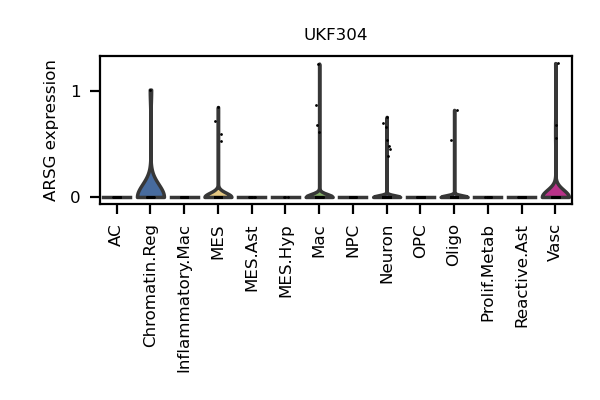 UKF304
ARSG expression
1
0
AC
Chromatin.Reg
Inflammatory.Mac
MES
MES.Ast
MES.Hyp
Mac
NPC
Neuron
OPC
Oligo
Prolif.Metab
Reactive.Ast
Vasc